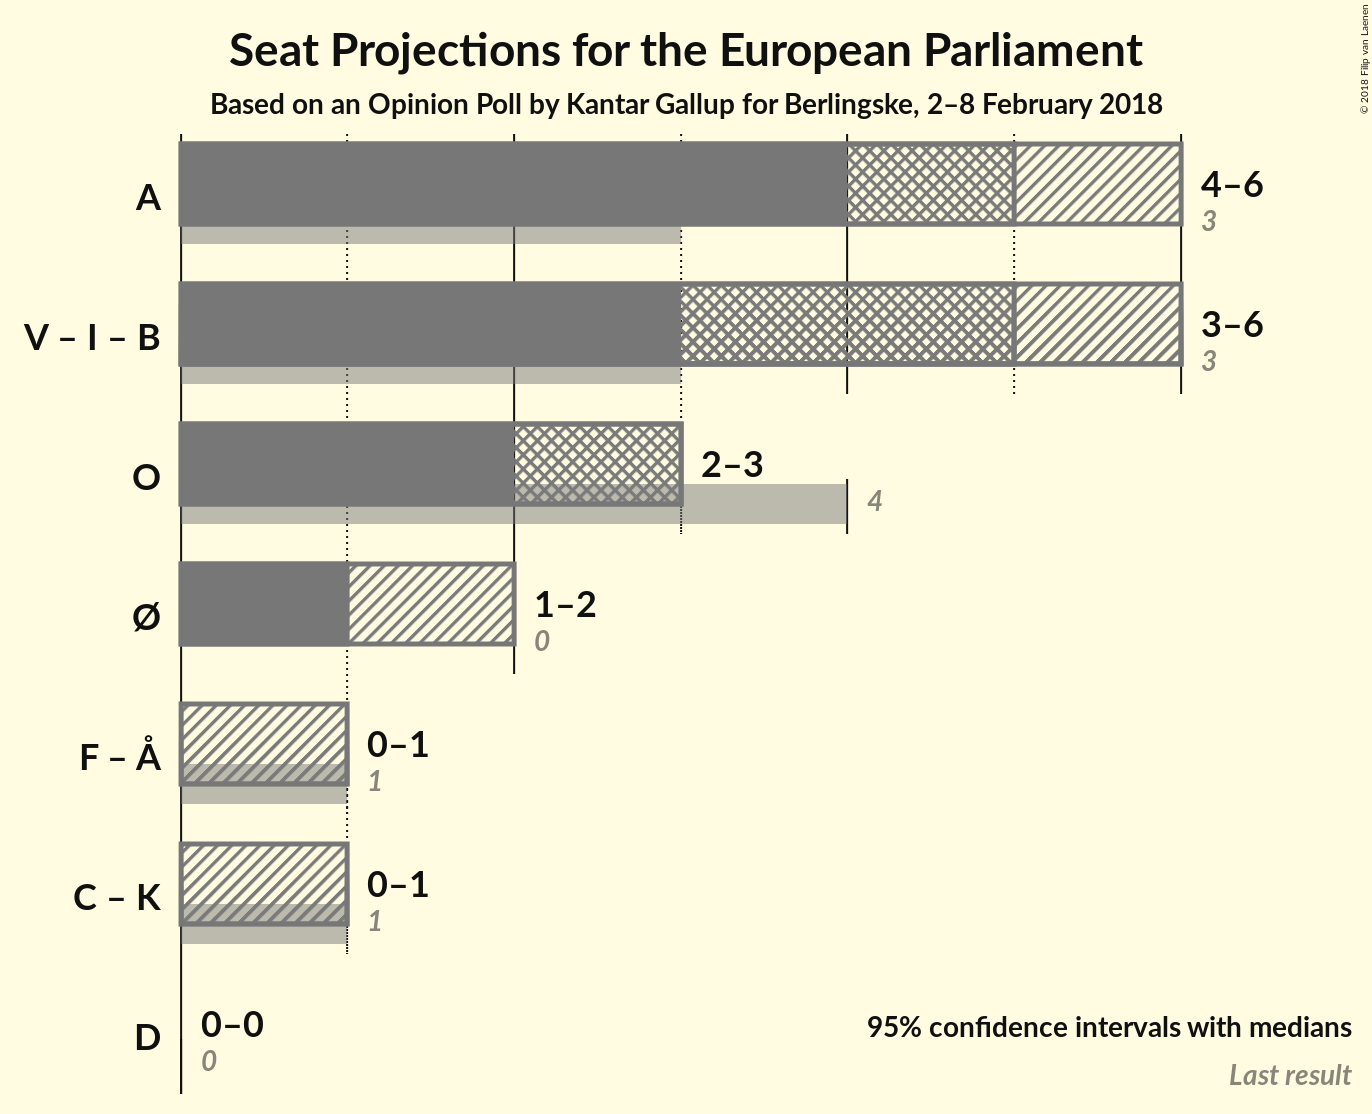 Seat Projections for the European Parliament
Based on an Opinion Poll by Kantar Gallup for Berlingske, 2–8 February 2018
© 2018 Filip van Laenen
A
4–6
3
V – I – B
3–6
3
O
2–3
4
Ø
1–2
0
F – Å
0–1
1
C – K
0–1
1
D
0–0
0
95% confidence intervals with medians
Last result